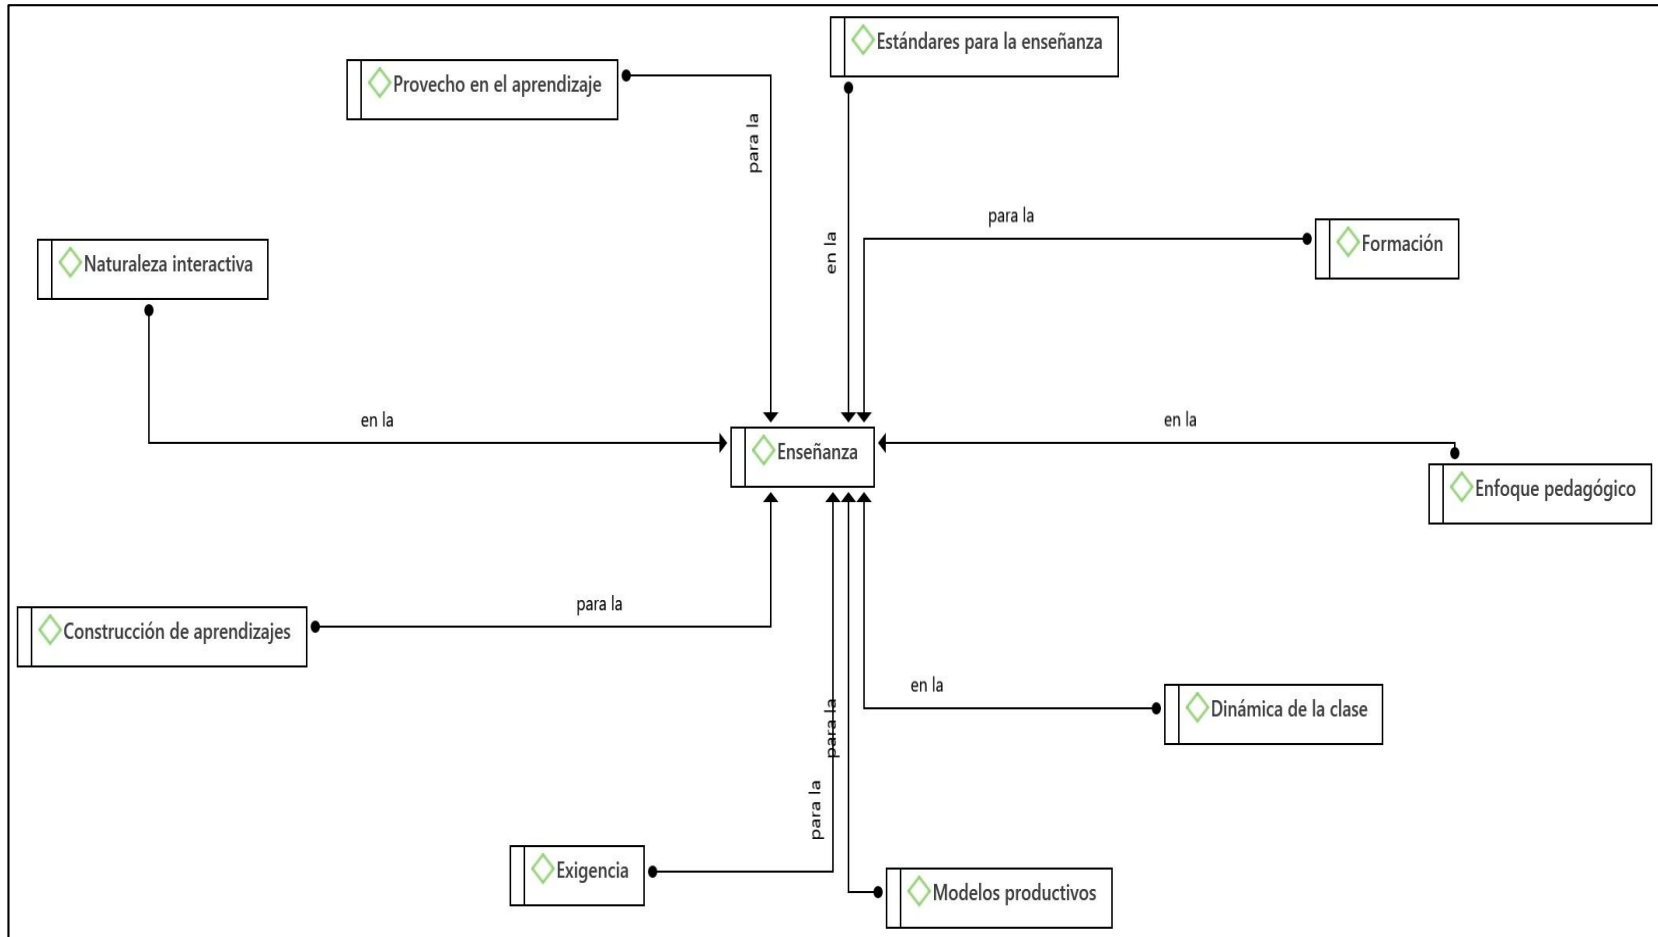 Estándares para la enseñanza
Provecho en el aprendizaje
para la
en la
para la
Formación
Naturaleza interactiva
en la
en la
Enseñanza
Enfoque pedagógico
para la
Construcción de aprendizajes
en la
Dinámica de la clase
para la
para la
Exigencia
Modelos productivos